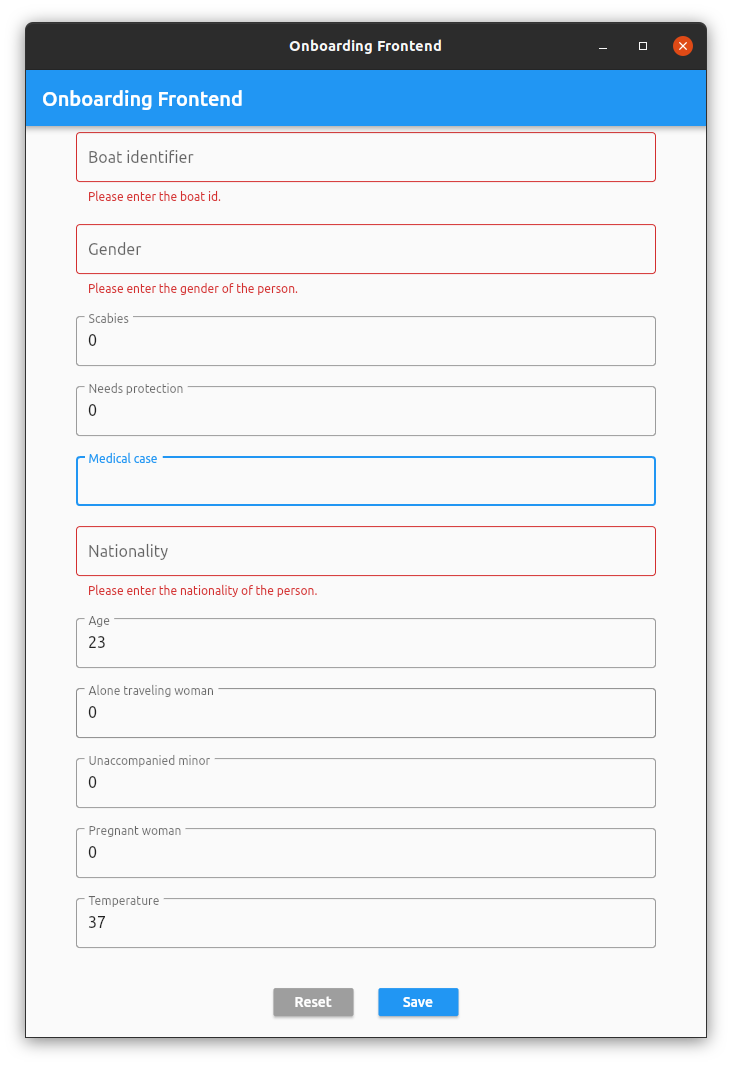 Onboarding Frontend
Onboarding Frontend
Boat identifier
Please enter the boat id.
Gender
Please enter the gender of the person.
Scabies
0
Needs protection
0
Medical case
Nationality
Please enter the nationality of the person.
Age
23
Alone traveling woman
0
Unaccompanied minor
0
Pregnant woman
0
Temperature
37
Reset Save